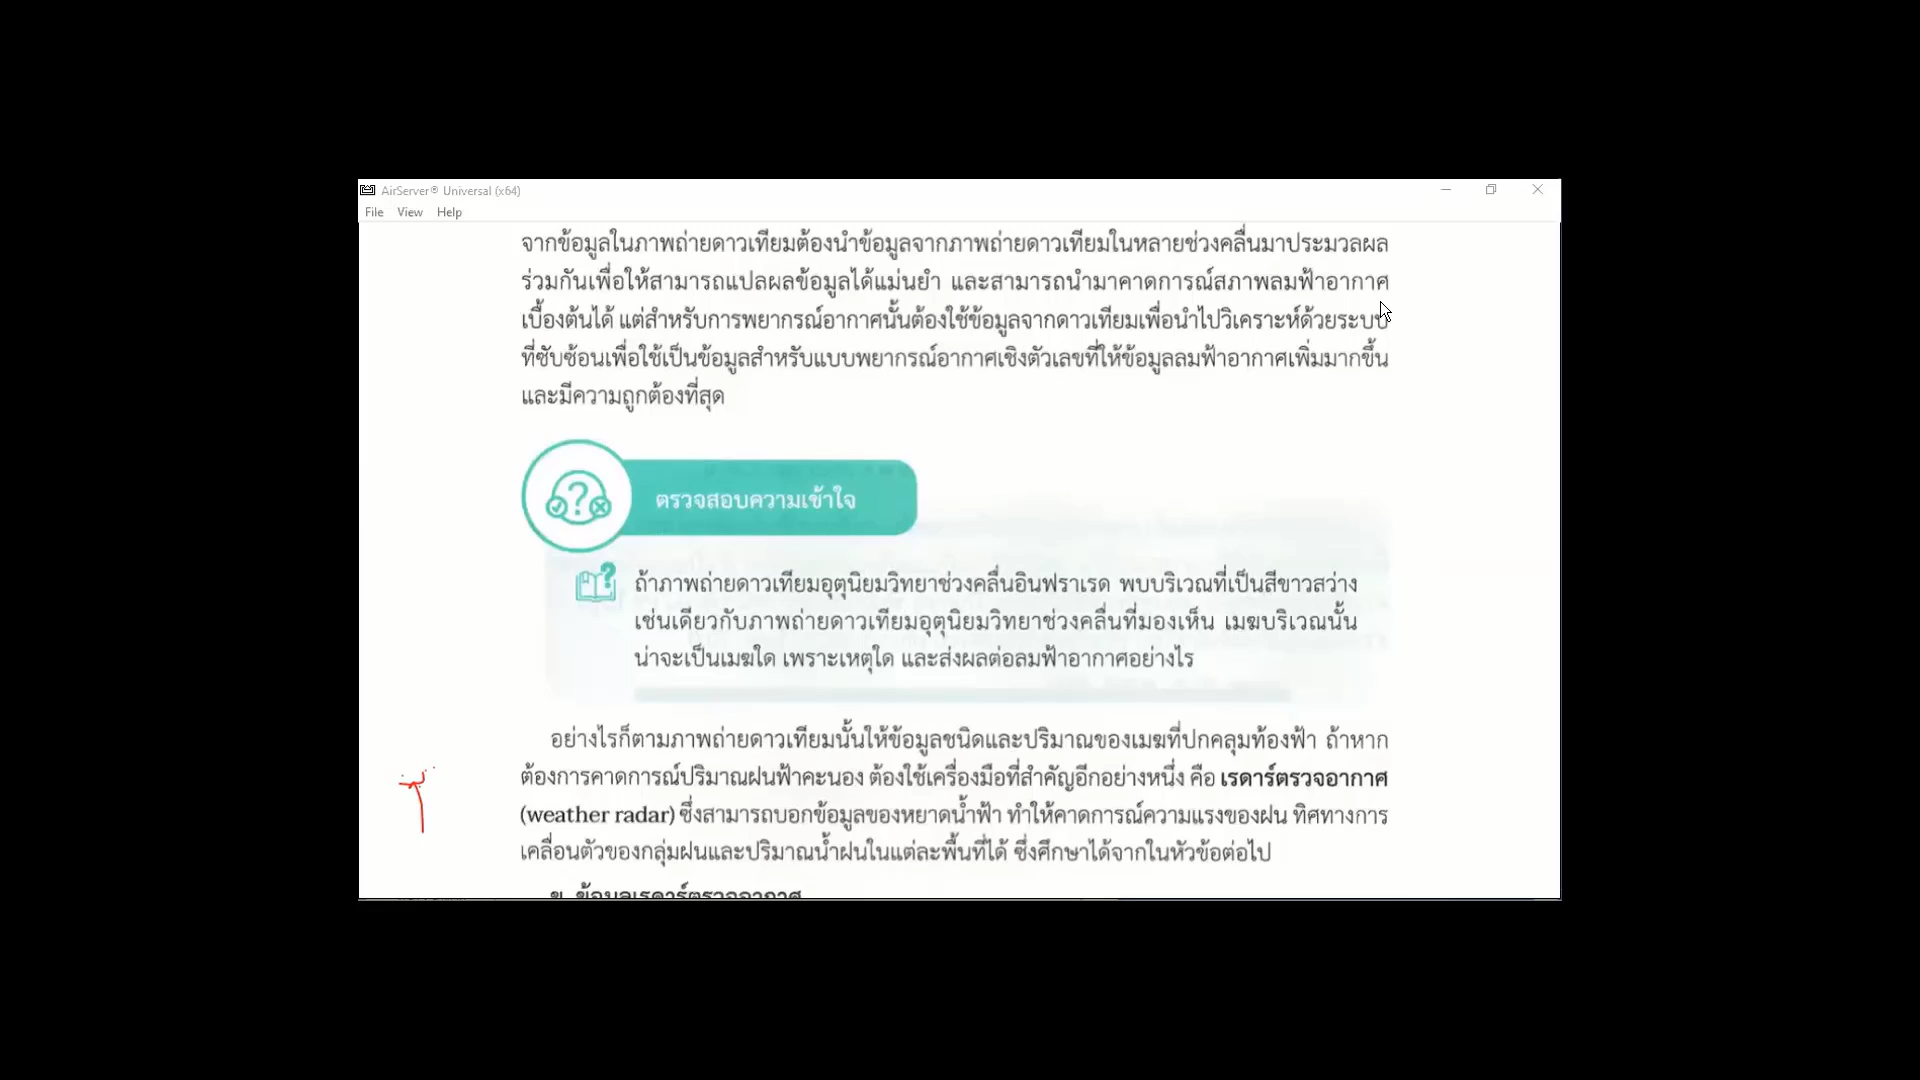 AirServer® Universal (x64)
File View Help
จากข้อมูลในภาพถ่ายดาวเทียมต้องนำข้อมูลจากภาพถ่ายดาวเทียมในหลายช่วงคลื่นมาประมวลผล
ร่วมกันเพื่อให้สามารถแปลผลข้อมูลได้แม่นยำ และสามารถนำมาคาดการณ์สภาพลมฟ้าอากาศ
เบื้องต้นได้ แต่สำหรับการพยากรณ์อากาศนั้นต้องใช้ข้อมูลจากดาวเทียมเพื่อนำไปวิเคราะห์ด้วยระบบ
ที่ซับซ้อนเพื่อใช้เป็นข้อมูลสำหรับแบบพยากรณ์อากาศเชิงตัวเลขที่ให้ข้อมูลลมฟ้าอากาศเพิ่มมากขึ้น
และมีความถูกต้องที่สุด
ตรวจสอบความเข้าใจ
ถ้าภาพถ่ายดาวเทียมอุตุนิยมวิทยาช่วงคลื่นอินฟราเรด พบบริเวณที่เป็นสีขาวสว่าง
เช่นเดียวกับภาพถ่ายดาวเทียมอุตุนิยมวิทยาช่วงคลื่นที่มองเห็น เมฆบริเวณนั้น
น่าจะเป็นเมฆใด เพราะเหตุใด และส่งผลต่อลมฟ้าอากาศอย่างไร
อย่างไรก็ตามภาพถ่ายดาวเทียมนั้นให้ข้อมูลชนิดและปริมาณของเมฆที่ปกคลุมท้องฟ้า ถ้าหาก
ต้องการคาดการณ์ปริมาณฝนฟ้าคะนอง ต้องใช้เครื่องมือที่สำคัญอีกอย่างหนึ่ง คือ เรดาร์ตรวจอากาศ
(weather radar) ซึ่งสามารถบอกข้อมูลของหยาดน้ำฟ้า ทำให้คาดการณ์ความแรงของฝน ทิศทางการ
เคลื่อนตัวของกลุ่มฝนและปริมาณน้ำฝนในแต่ละพื้นที่ได้ ซึ่งศึกษาได้จากในหัวข้อต่อไป
ข. ข้อมูลเรดาร์ตรวจอากาศ